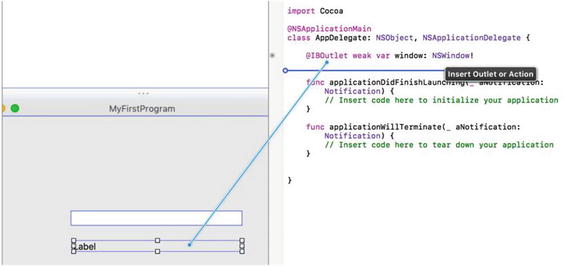 import Cocoa
@NSApplicationMain
class AppDelegate: NSObject, NSApplicationDelegate {
@IBOutlet weak var window: NSWindow!
Insert Outlet or Action
func applicationDidFinishLaunching(_ aNotification:
Notification) {
// Insert code here to initialize your application
}
func applicationWillTerminate(_ aNotification:
Notification) {
// Insert code here to tear down your application
}
}
MyFirstProgram
Label